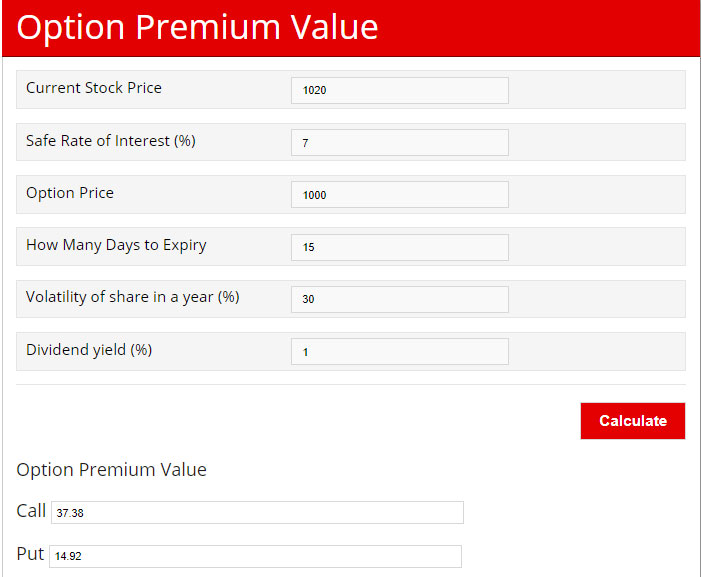 Option Premium Value
Current Stock Price 1020
Safe Rate of Interest (%) 7
Option Price 1000
How Many Days to Expiry 15
Volatility of share in a year (%) 30
Dividend yield (%) 1
Calculate
Option Premium Value
Call 37.38
Put 14.92